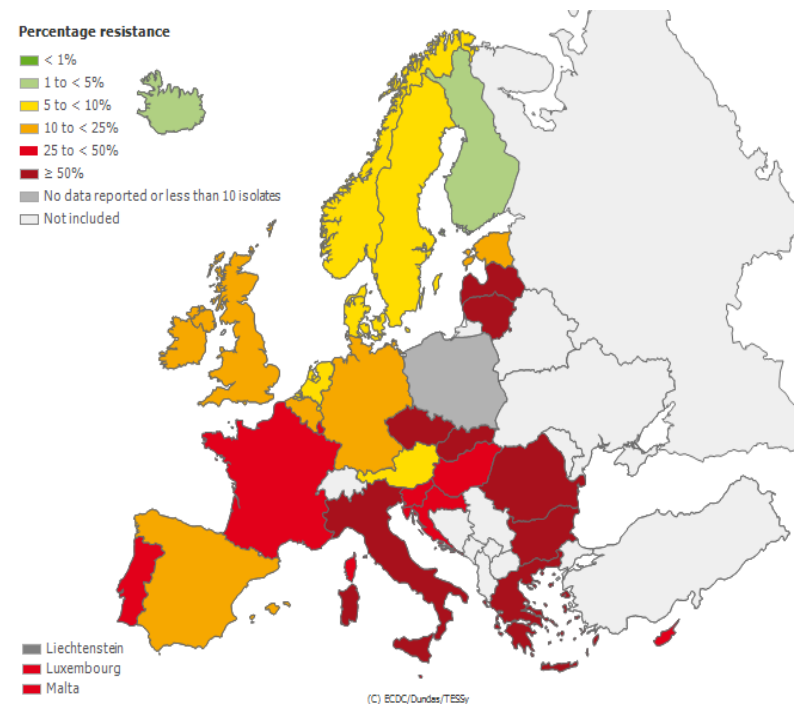 Percentage resistance
< 1%
1 to < 5%
5 to < 10%
10 to < 25%
25 to < 50%
≥ 50%
No data reported or less than 10 isolates
Not included
Liechtenstein
Luxembourg
Malta
(C) ECDC/Dundas/TESSy